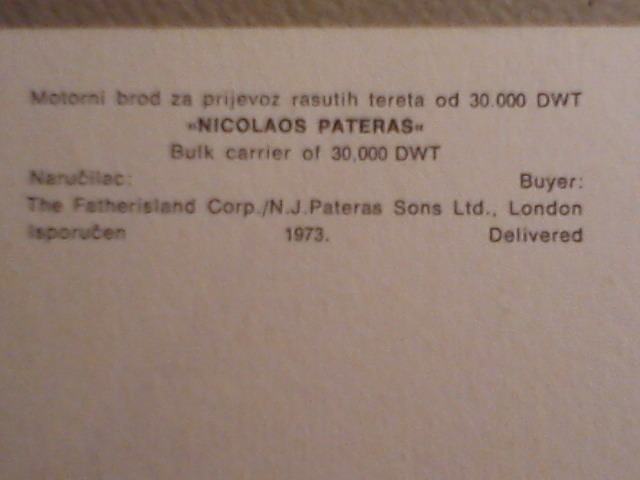 Motorni brod za prijevoz rasutih tereta od 30.000 DWT
»NICOLAOS PATERAS«
Bulk carrier of 30,000 DWT
Naručilac: Buyer:
The Fatherisland Corp./N.J.Pateras Sons Ltd., London
Isporučen 1973. Delivered